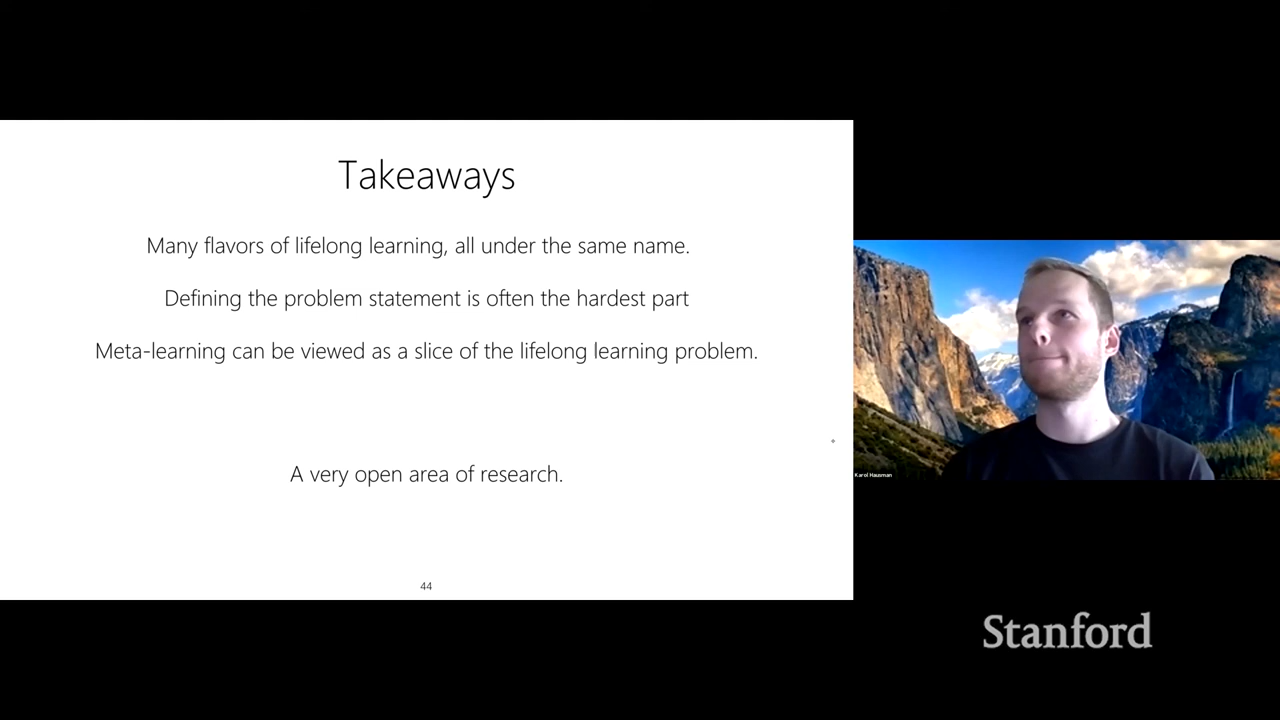 Takeaways
Many flavors of lifelong learning, all under the same name.
Defining the problem statement is often the hardest part
Meta-learning can be viewed as a slice of the lifelong learning problem.
A very open area of research.
44
Karol Hausman
Stanford